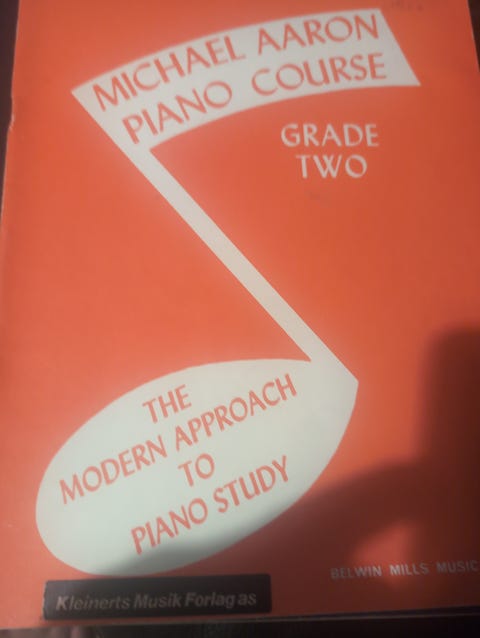 MICHAEL AARON
PIANO COURSE
GRADE
TWO
THE
MODERN APPROACH
TO
PIANO STUDY
BELWIN MILLS MUSIC
Kleinerts Musik Forlag as